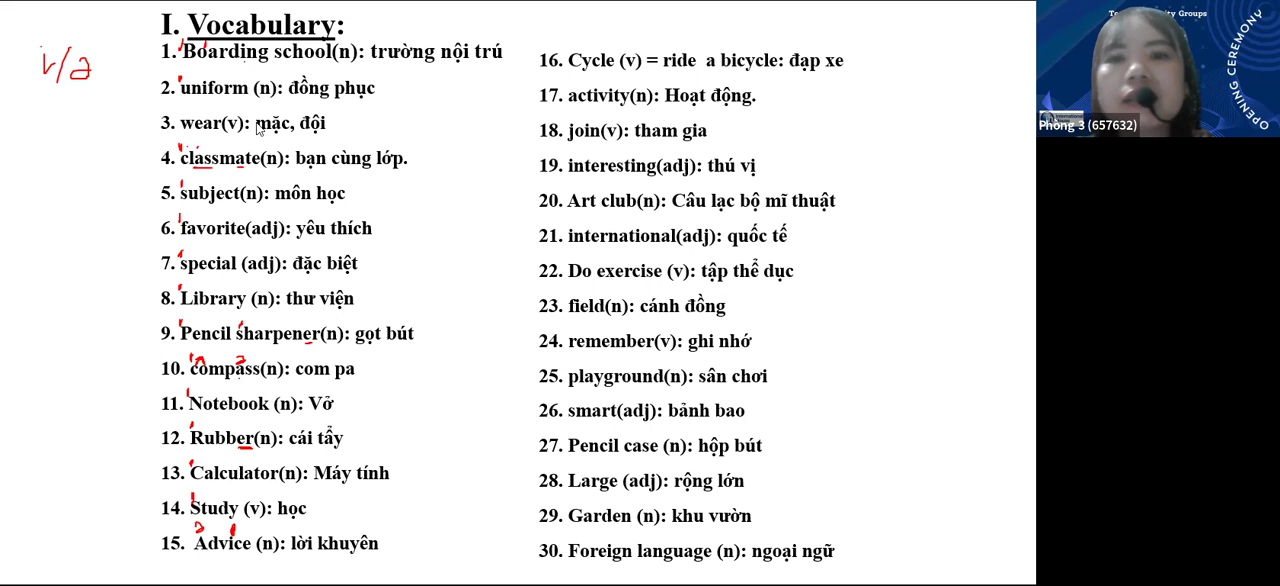 I. Vocabulary:
1. Boarding school(n): trường nội trú
2. uniform (n): đồng phục
3. wear(v): mặc, đội
4. classmate(n): bạn cùng lớp.
5. subject(n): môn học
6. favorite(adj): yêu thích
7. special (adj): đặc biệt
8. Library (n): thư viện
9. Pencil sharpener(n): gọt bút
10. compass(n): com pa
11. Notebook (n): Vở
12. Rubber(n): cái tẩy
13. Calculator(n): Máy tính
14. Study (v): học
15. Advice (n): lời khuyên
16. Cycle (v) = ride a bicycle: đạp xe
17. activity(n): Hoạt động.
18. join(v): tham gia
19. interesting(adj): thú vị
20. Art club(n): Câu lạc bộ mĩ thuật
21. international(adj): quốc tế
22. Do exercise (v): tập thể dục
23. field(n): cánh đồng
24. remember(v): ghi nhớ
25. playground(n): sân chơi
26. smart(adj): bảnh bao
27. Pencil case (n): hộp bút
28. Large (adj): rộng lớn
29. Garden (n): khu vườn
30. Foreign language (n): ngoại ngữ
Groups
OPENING CEREMONY
Phòng 3 (657632)